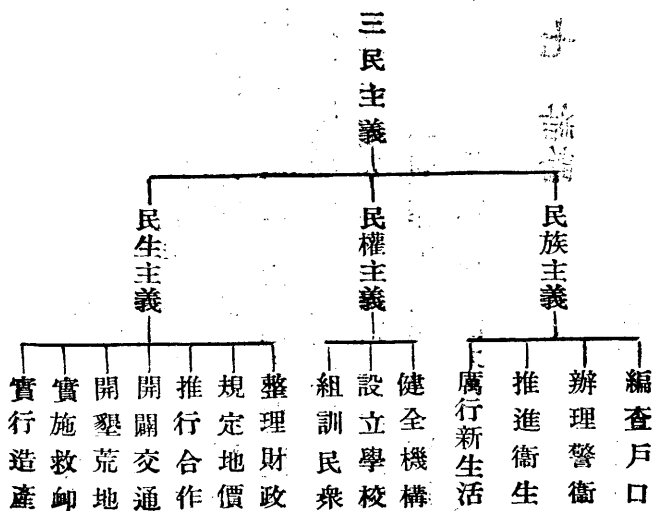 三民主義
民族主義
編查戶口
辦理警衞
推進衞生
厲行新生活
民權主義
健全機構
設立學校
組訓民衆
民生主義
整理財政
規定地價
推行合作
開闢交通
開墾荒地
實施救卹
實行造產